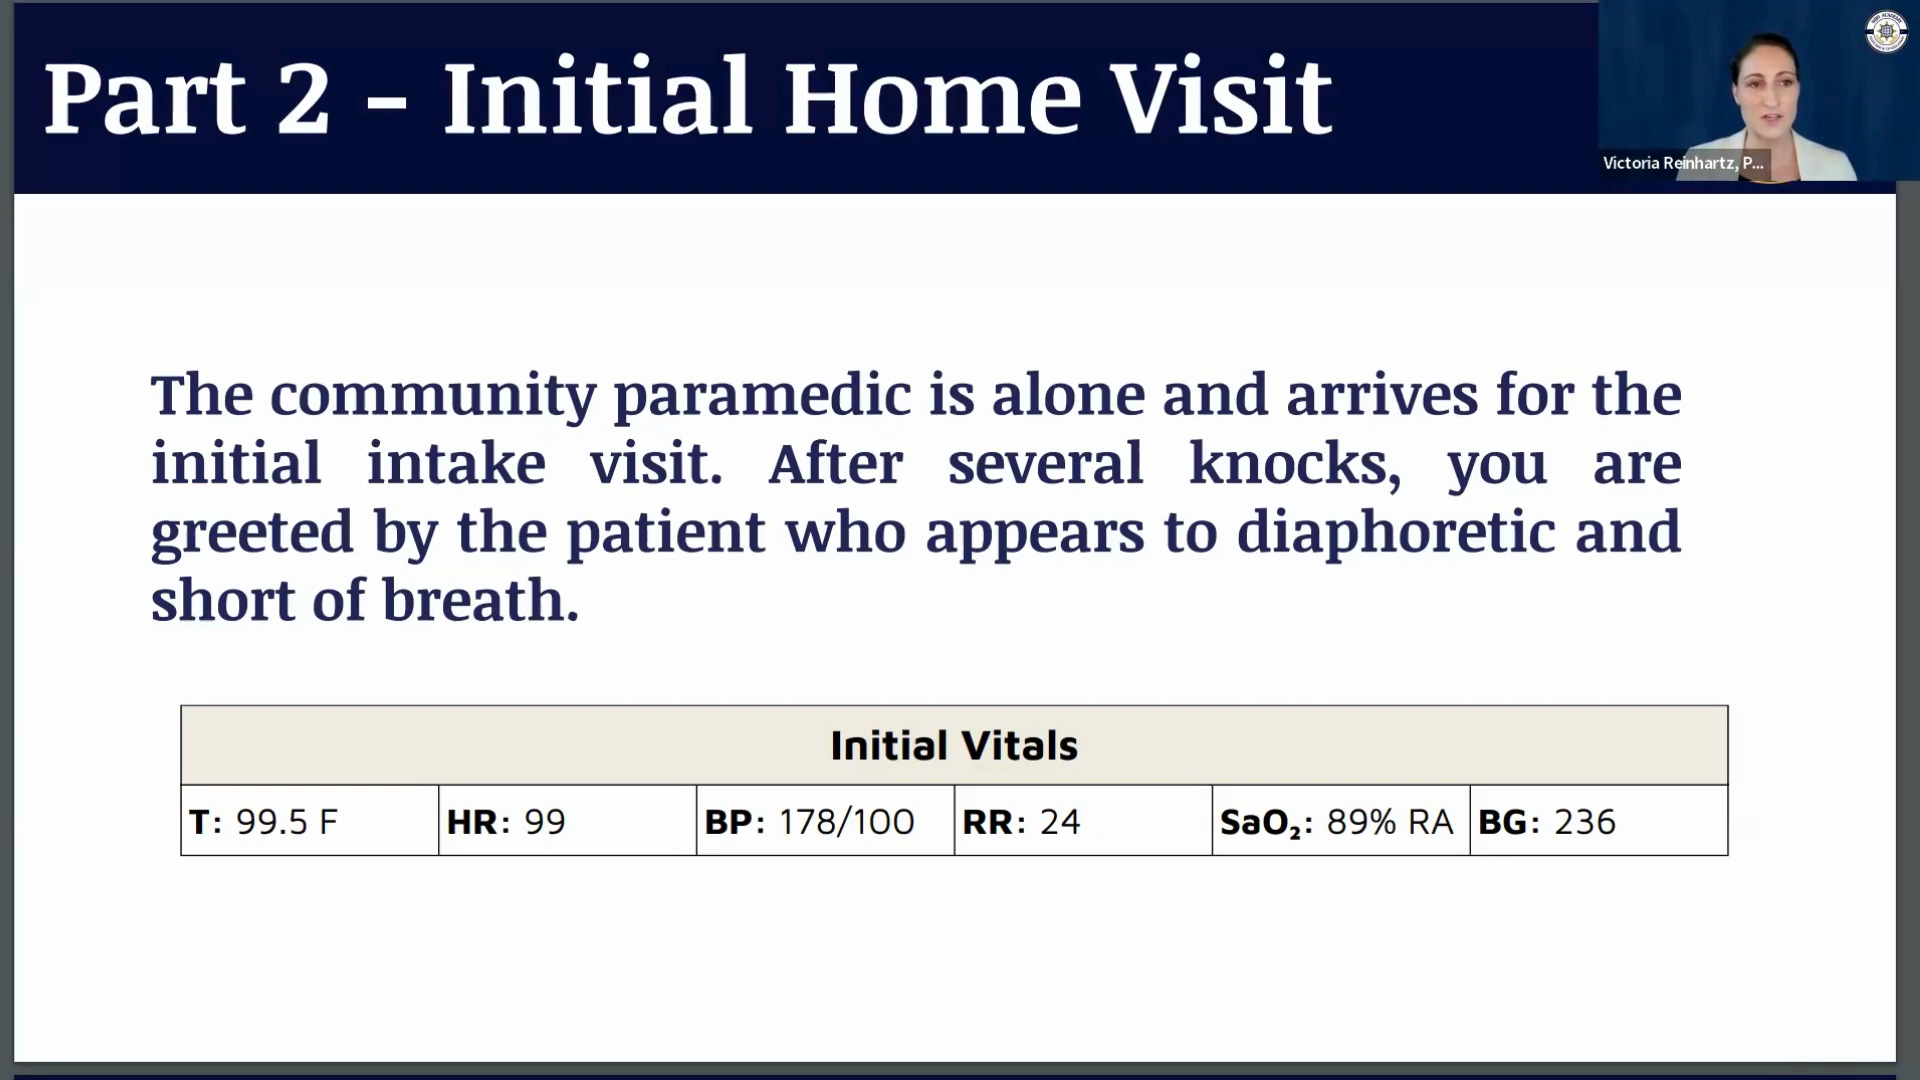 Part 2 - Initial Home Visit
Victoria Reinhartz, P...
The community paramedic is alone and arrives for the
initial intake visit. After several knocks, you are
greeted by the patient who appears to diaphoretic and
short of breath.
Initial Vitals
T: 99.5 F HR: 99 BP: 178/100 RR: 24 SaO₂: 89% RA BG: 236